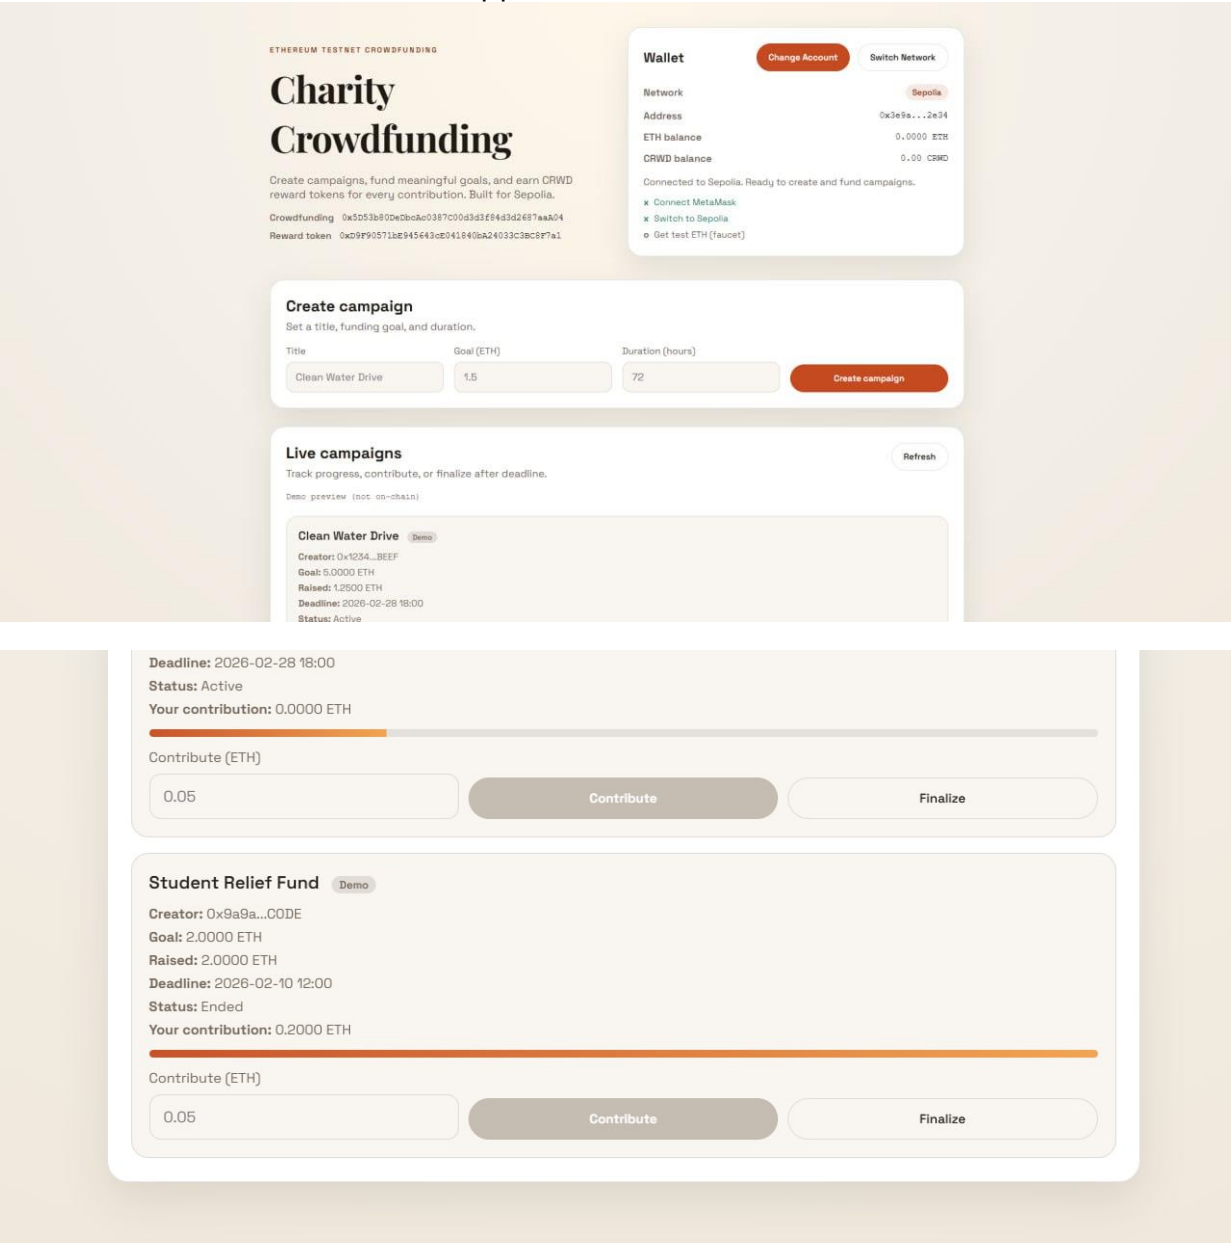 ETHEREUM TESTNET CROWDFUNDING
Charity
Crowdfunding
Create campaigns, fund meaningful goals, and earn CRWD
reward tokens for every contribution. Built for Sepolia.
Crowdfunding 0x5D53b80DeDbcAc0387C00d3d3f84d3d2687aaA04
Reward token 0xD9F90571bE945643cE041840bA24033C3BC8F7a1
Wallet
Change Account
Switch Network
Network Sepolia
Address 0x3e9a...2e34
ETH balance 0.0000 ETH
CRWD balance 0.00 CRWD
Connected to Sepolia. Ready to create and fund campaigns.
x Connect MetaMask
x Switch to Sepolia
o Get test ETH (faucet)
Create campaign
Set a title, funding goal, and duration.
Title Goal (ETH) Duration (hours)
Clean Water Drive 1.5 72 Create campaign
Live campaigns
Refresh
Track progress, contribute, or finalize after deadline.
Demo preview (not on-chain)
Clean Water Drive Demo
Creator: 0x1234...BEEF
Goal: 5.0000 ETH
Raised: 1.2500 ETH
Deadline: 2026-02-28 18:00
Status: Active
Deadline: 2026-02-28 18:00
Status: Active
Your contribution: 0.0000 ETH
Contribute (ETH)
0.05 Contribute Finalize
Student Relief Fund Demo
Creator: 0x9a9a...C0DE
Goal: 2.0000 ETH
Raised: 2.0000 ETH
Deadline: 2026-02-10 12:00
Status: Ended
Your contribution: 0.2000 ETH
Contribute (ETH)
0.05 Contribute Finalize